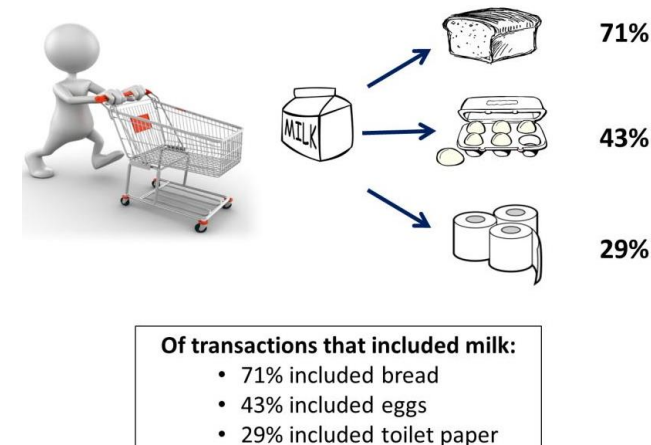 71%
MILK
43%
29%
Of transactions that included milk:
• 71% included bread
• 43% included eggs
• 29% included toilet paper